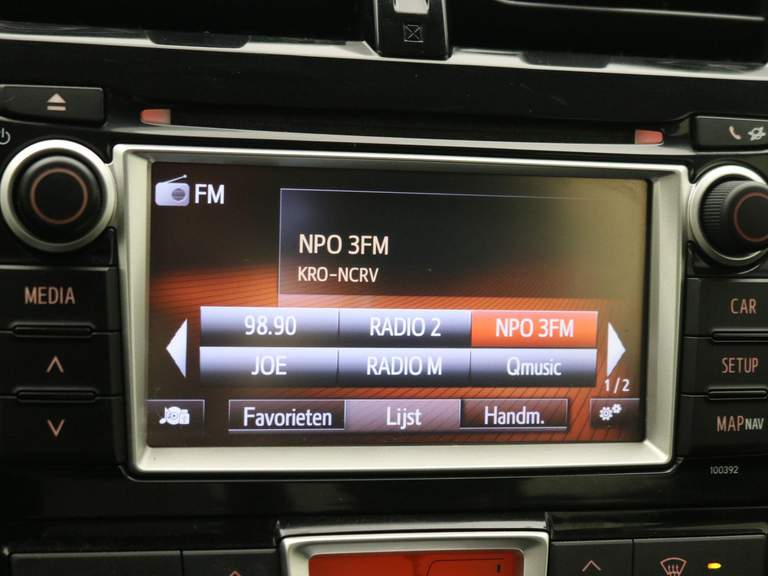 FM
NPO 3FM
KRO-NCRV
MEDIA
CAR
98.90 RADIO 2 NPO 3FM
JOE RADIO M Qmusic
SETUP
1/2
Favorieten Lijst Handm.
MAP NAV
100392